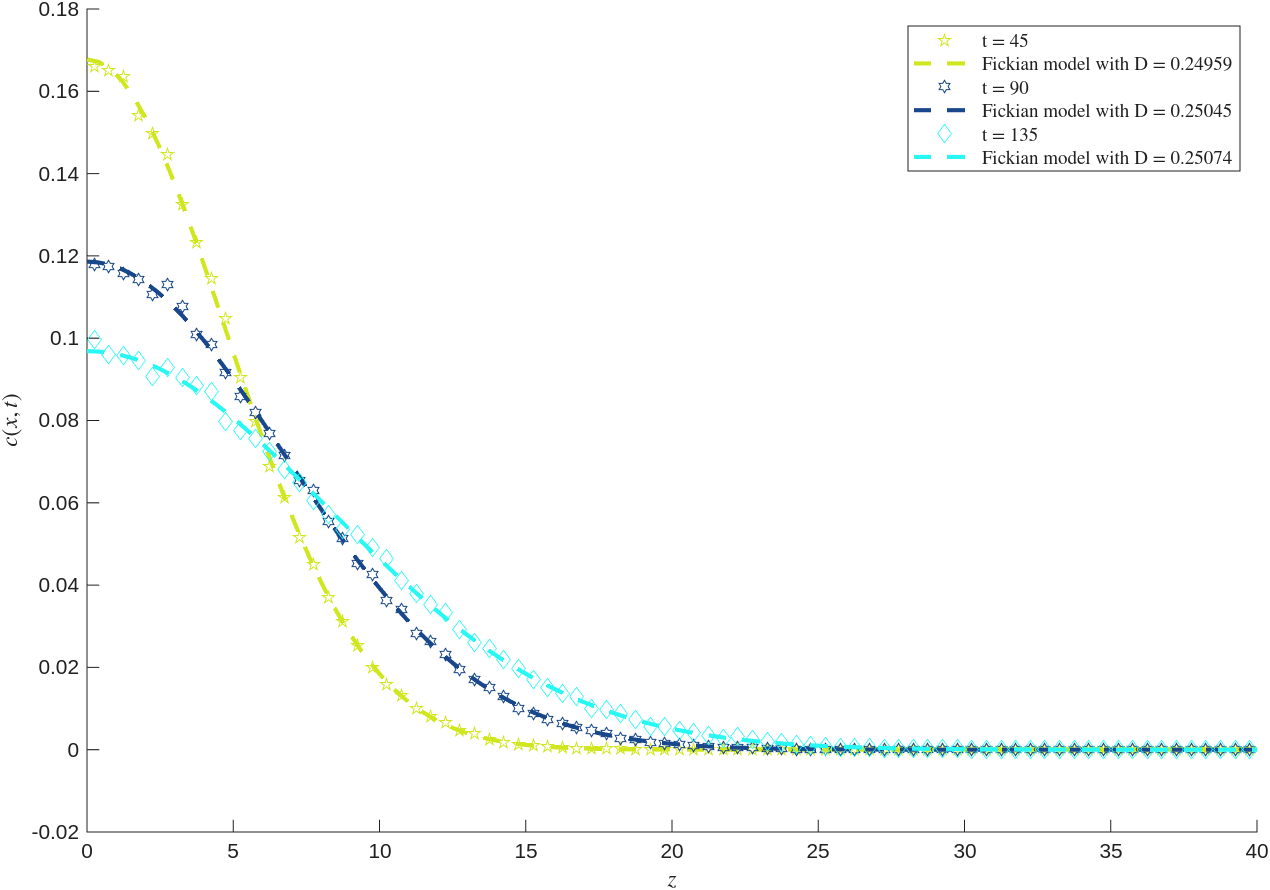 0.18
0.16
0.14
0.12
0.1
0.08
0.06
0.04
0.02
0
-0.02
c(x, t)
t = 45
Fickian model with D = 0.24959
t = 90
Fickian model with D = 0.25045
t = 135
Fickian model with D = 0.25074
0 5 10 15 20 25 30 35 40
z